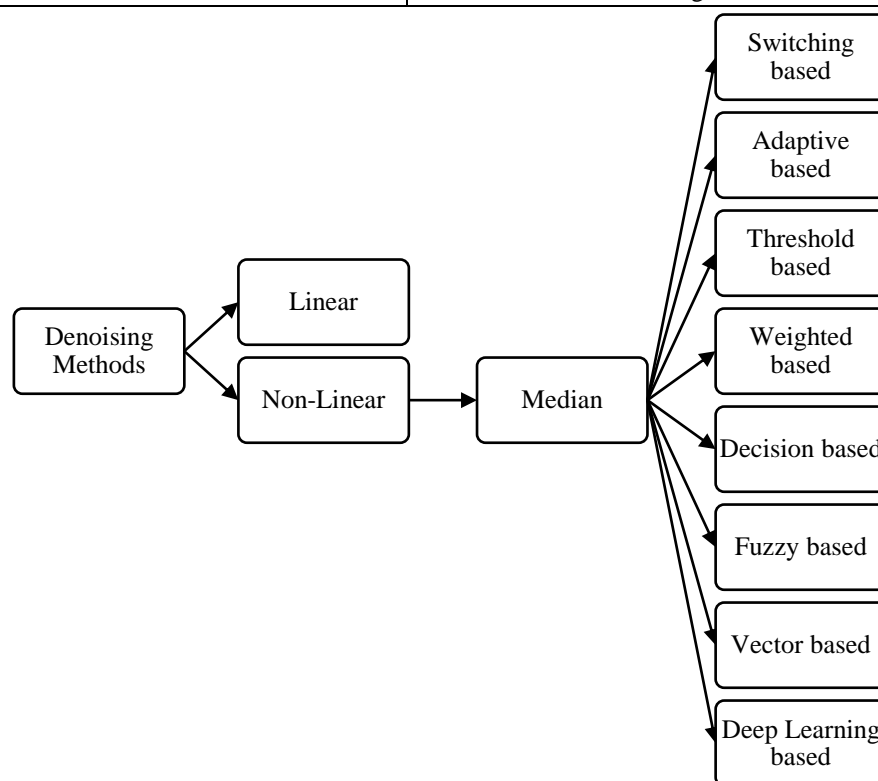 Switching
based
Adaptive
based
Threshold
based
Linear
Denoising
Methods
Weighted
based
Non-Linear
Median
Decision based
Fuzzy based
Vector based
Deep Learning
based